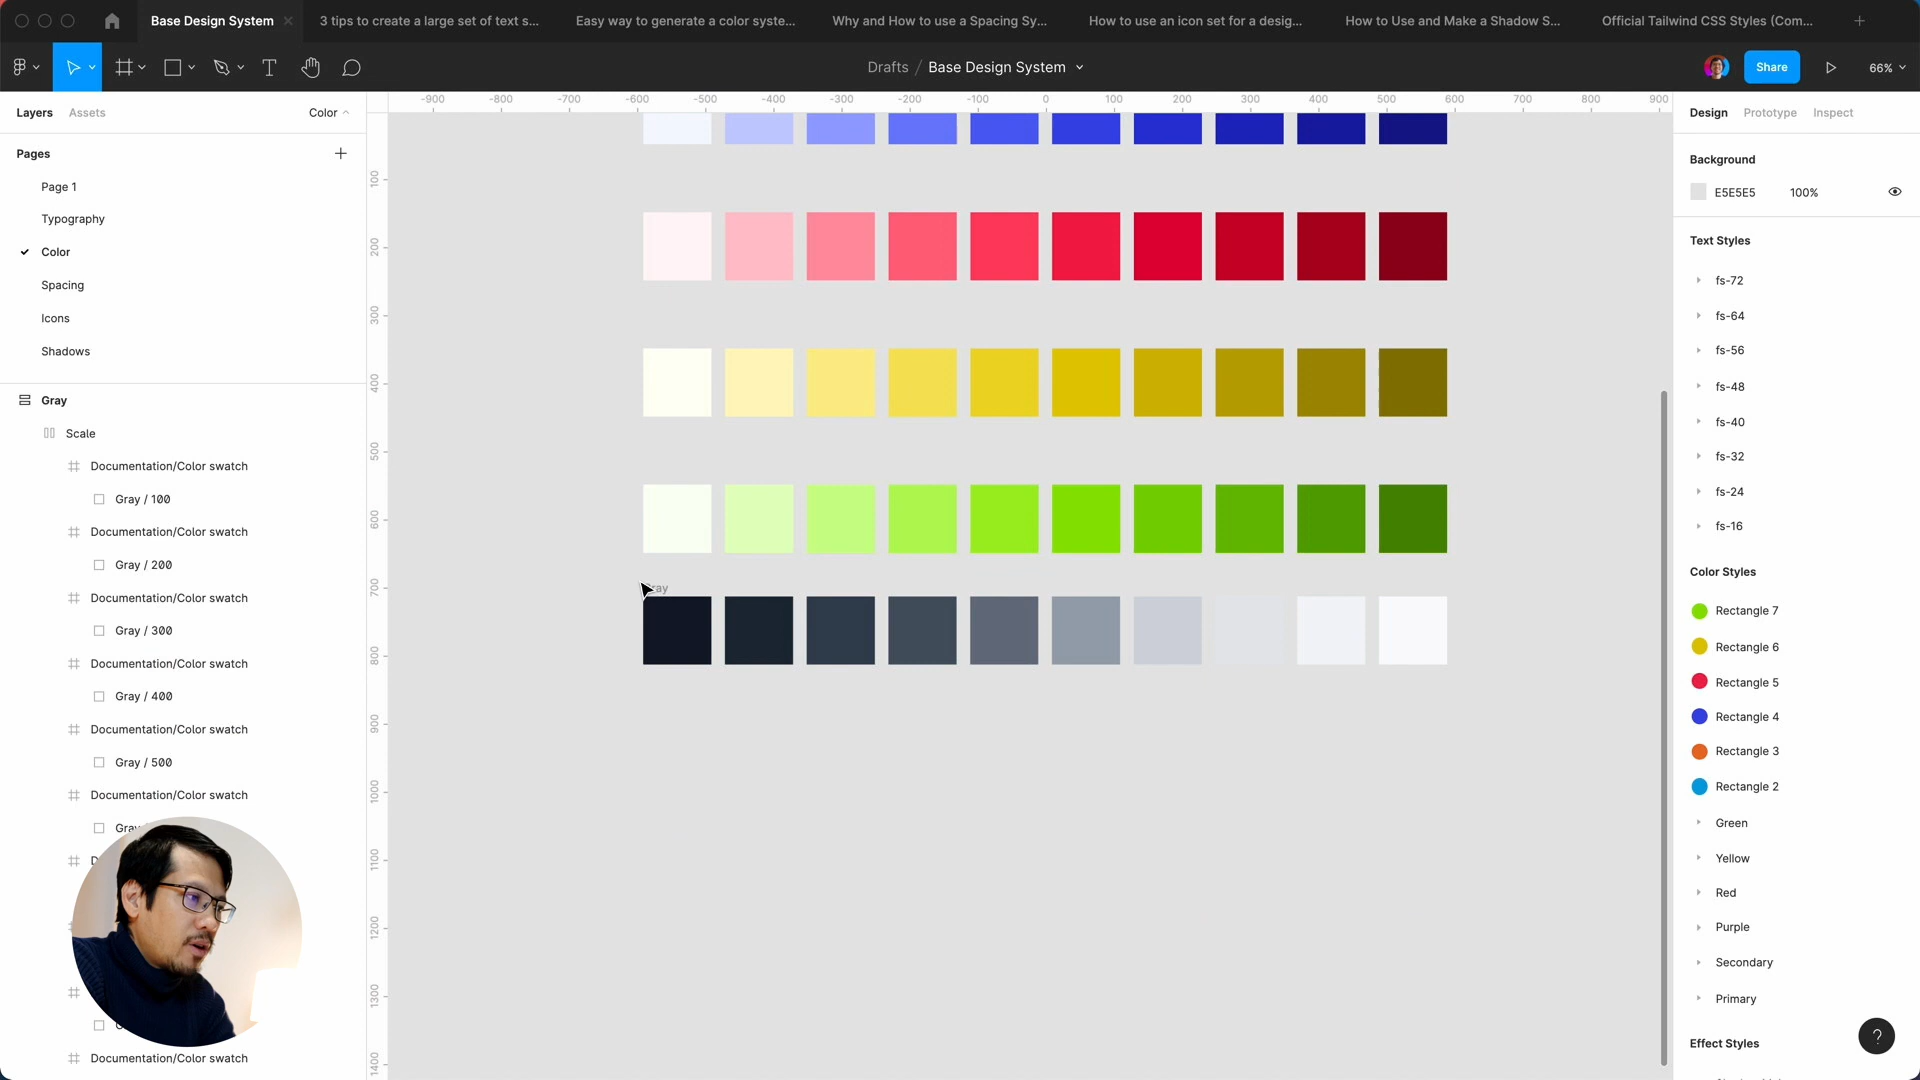 Base Design System
3 tips to create a large set of text s...
Easy way to generate a color syste...
Why and How to use a Spacing Sy...
How to use an icon set for a desig...
How to Use and Make a Shadow S...
Official Tailwind CSS Styles (Com...
Drafts / Base Design System
Share
66%
Layers
Assets
Color
Pages
Page 1
Typography
Color
Spacing
Icons
Shadows
Gray
Scale
Documentation/Color swatch
Gray / 100
Documentation/Color swatch
Gray / 200
Documentation/Color swatch
Gray / 300
Documentation/Color swatch
Gray / 400
Documentation/Color swatch
Gray / 500
Documentation/Color swatch
Documentation/Color swatch
-900 -800 -700 -600 -500 -400 -300 -200 -100 0 100 200 300 400 500 600 700 800 900
100
200
300
400
500
600
700
800
900
1000
1100
1200
1300
1400
Design
Prototype
Inspect
Background
E5E5E5 100%
Text Styles
fs-72
fs-64
fs-56
fs-48
fs-40
fs-32
fs-24
fs-16
Color Styles
Rectangle 7
Rectangle 6
Rectangle 5
Rectangle 4
Rectangle 3
Rectangle 2
Green
Yellow
Red
Purple
Secondary
Primary
Effect Styles
?